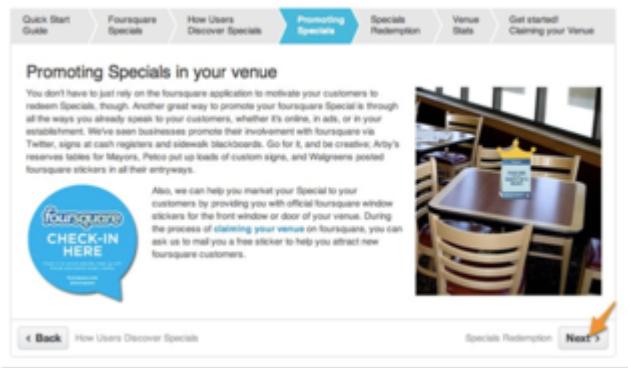 Quick Start
Guide
Foursquare
Specials
How Users
Discover Specials
Promoting
Specials
Specials
Redemption
Venue
Stats
Get started!
Claiming your Venue
Promoting Specials in your venue
You don't have to just rely on the foursquare application to motivate your customers to
redeem Specials, though. Another great way to promote your foursquare Special is through
all the ways you already speak to your customers, whether it's online, in ads, or in your
establishment. We've seen businesses promote their involvement with foursquare via
Twitter, signs at cash registers and sidewalk blackboards. Go for it, and be creative; Arby's
reserves tables for Mayors, Petco put up loads of custom signs, and Walgreens posted
foursquare stickers in all their entryways.
foursquare
CHECK-IN
HERE
Also, we can help you market your Special to your
customers by providing you with official foursquare window
stickers for the front window or door of your venue. During
the process of claiming your venue on foursquare, you can
ask us to mail you a free sticker to help you attract new
foursquare customers.
‹ Back
How Users Discover Specials
Specials Redemption
Next ›